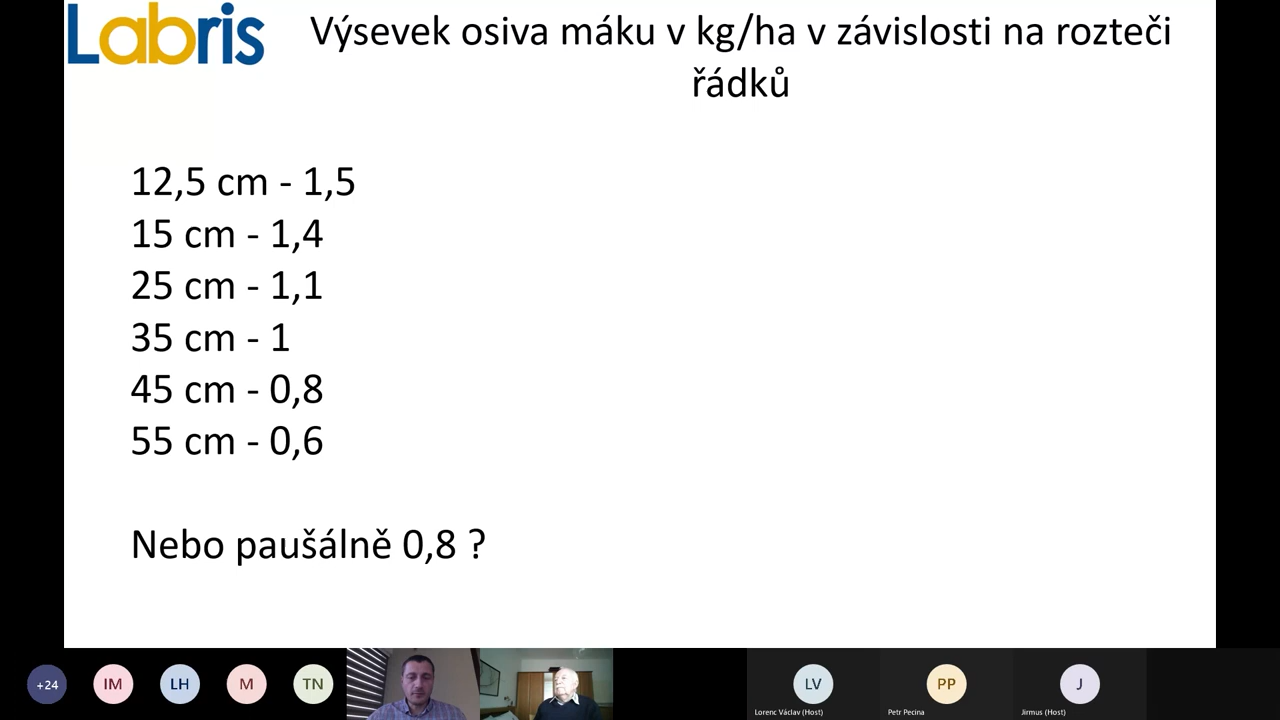 Labris
Výsevek osiva máku v kg/ha v závislosti na rozteči
řádků
12,5 cm - 1,5
15 cm - 1,4
25 cm - 1,1
35 cm - 1
45 cm - 0,8
55 cm - 0,6
Nebo paušálně 0,8 ?
+24
IM
LH
M
TN
LV
PP
J
Lorenc Václav (Host)
Petr Pecina
Jirmus (Host)